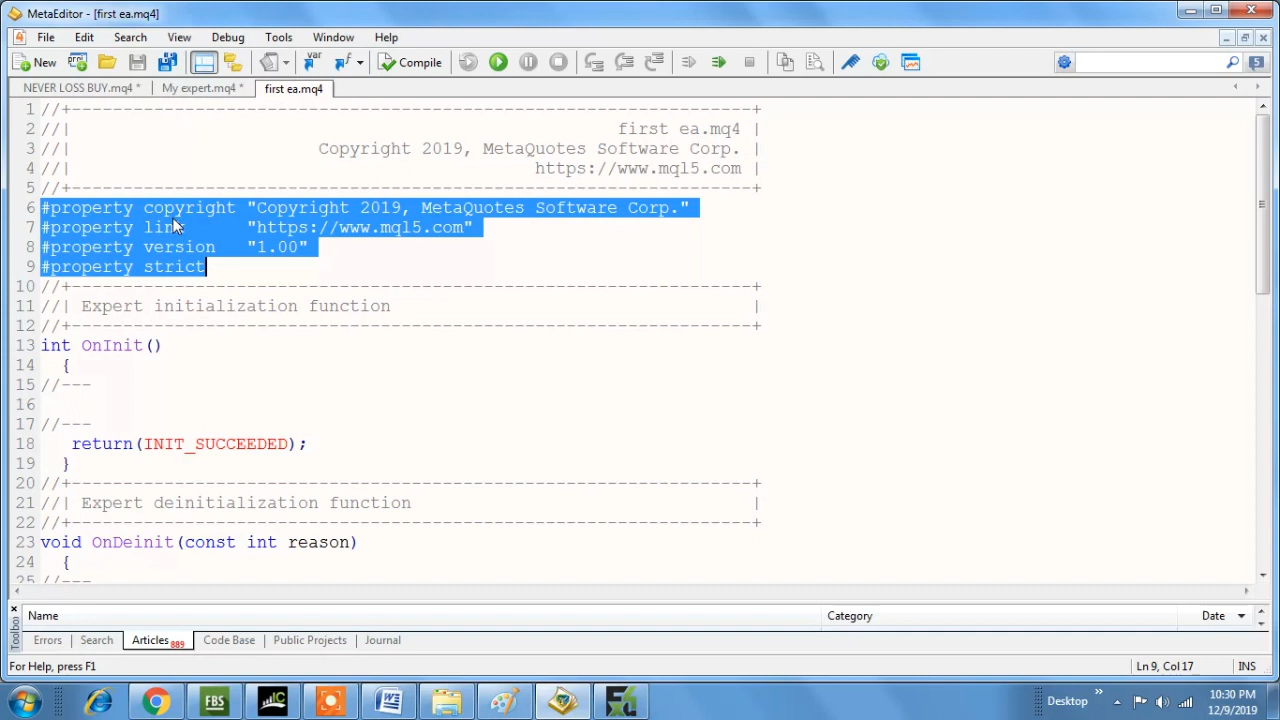 MetaEditor - [first ea.mq4]
File Edit Search View Debug Tools Window Help
New Compile 5
NEVER LOSS BUY.mq4 * My expert.mq4 * first ea.mq4
1 //+------------------------------------------------------------------+
2 //| first ea.mq4 |
3 //| Copyright 2019, MetaQuotes Software Corp. |
4 //| https://www.mql5.com |
5 //+------------------------------------------------------------------+
6 #property copyright "Copyright 2019, MetaQuotes Software Corp."
7 #property link "https://www.mql5.com"
8 #property version "1.00"
9 #property strict
10 //+------------------------------------------------------------------+
11 //| Expert initialization function |
12 //+------------------------------------------------------------------+
13 int OnInit()
14 {
15 //---
16
17 //---
18 return(INIT_SUCCEEDED);
19 }
20 //+------------------------------------------------------------------+
21 //| Expert deinitialization function |
22 //+------------------------------------------------------------------+
23 void OnDeinit(const int reason)
24 {
25 //---
Name Category Date
Toolbox
Errors Search Articles 889 Code Base Public Projects Journal
For Help, press F1 Ln 9, Col 17 INS
FBS IC Desktop 10:30 PM
12/9/2019